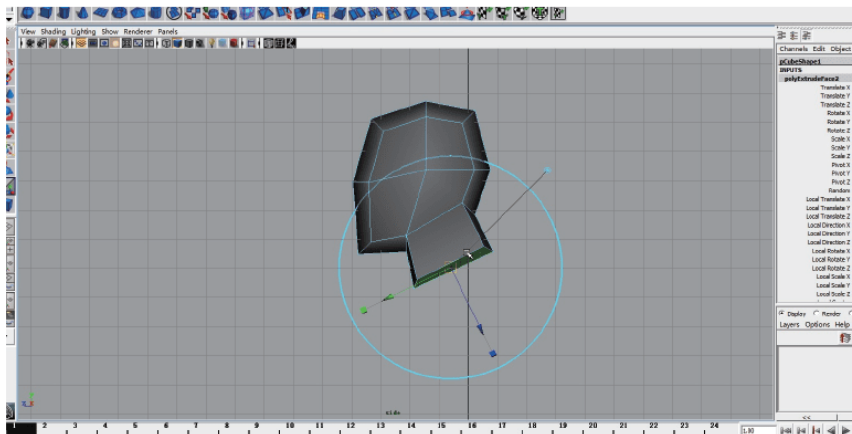 View Shading Lighting Show Renderer Panels
Channels Edit Object
pCubeShape1
INPUTS
polyExtrudeFace2
Translate X
Translate Y
Translate Z
Rotate X
Rotate Y
Rotate Z
Scale X
Scale Y
Scale Z
Pivot X
Pivot Y
Pivot Z
Random
Local Translate X
Local Translate Y
Local Translate Z
Local Direction X
Local Direction Y
Local Direction Z
Local Rotate X
Local Rotate Y
Local Rotate Z
Local Scale X
Local Scale Y
Local Scale Z
Display Render
Layers Options Help
side
<<
1 2 3 4 5 6 7 8 9 10 11 12 13 14 15 16 17 18 19 20 21 22 23 24